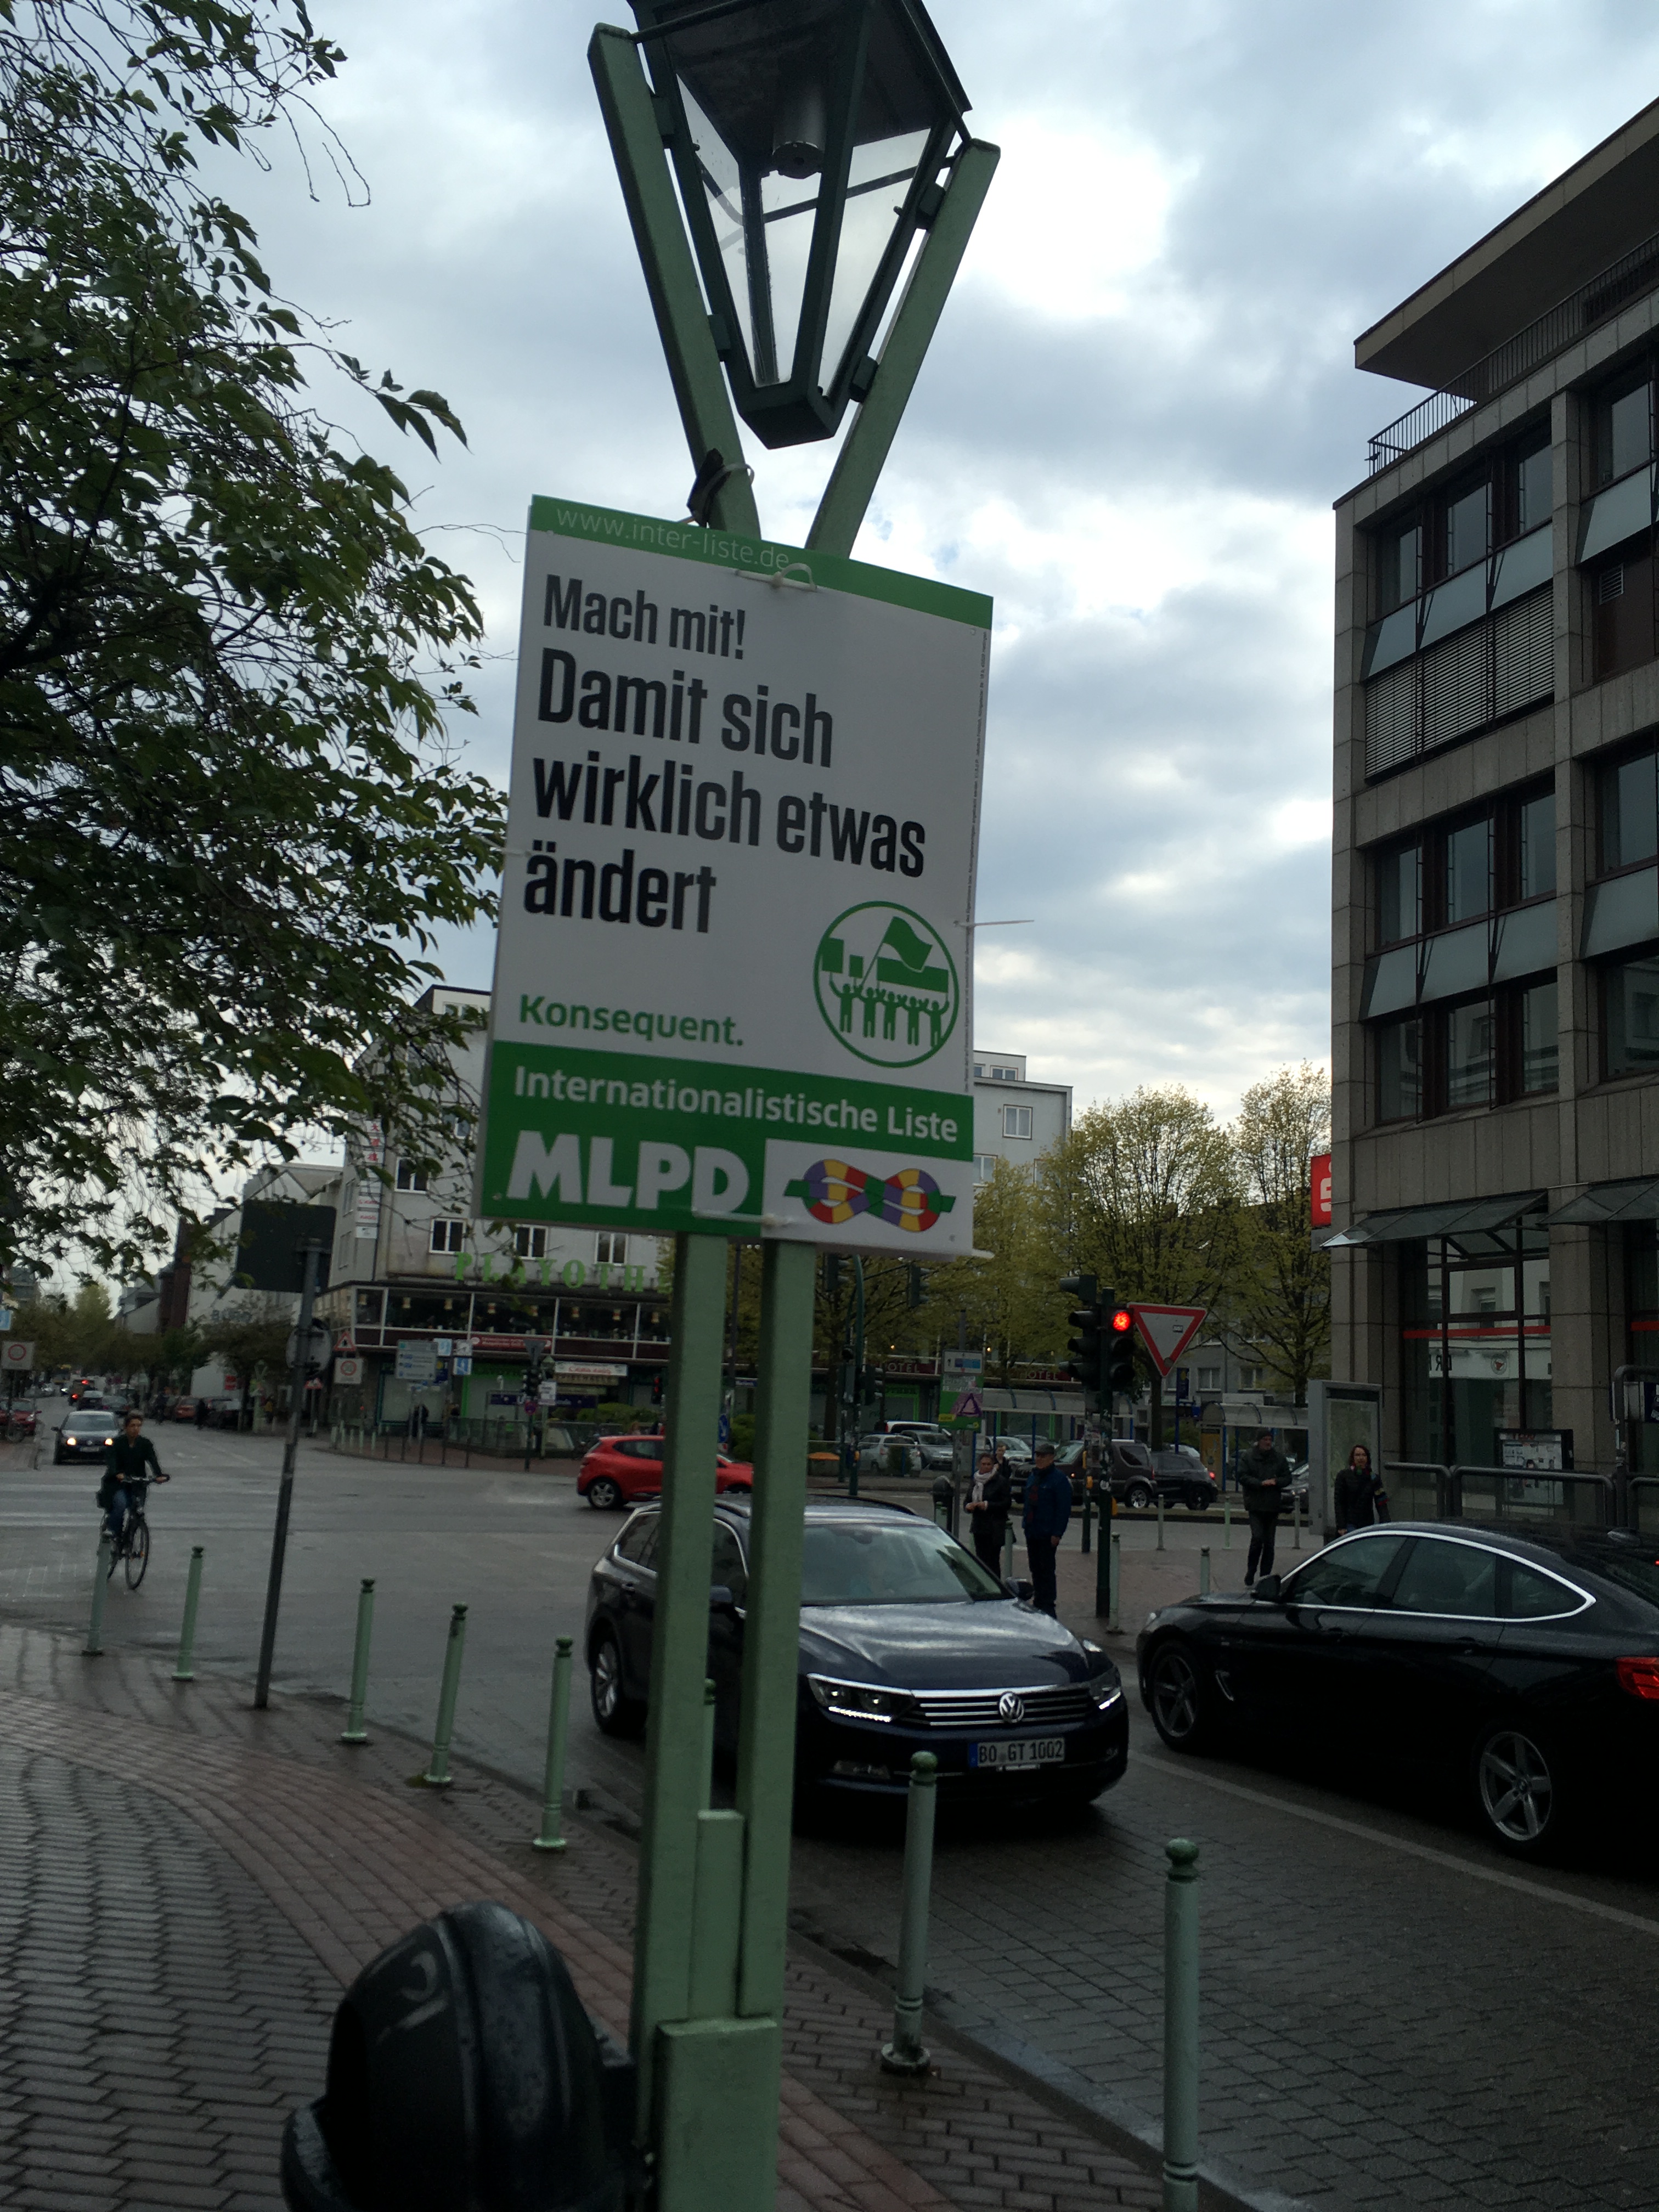 www.inter-liste.de
Mach mit!
Damit sich
wirklich etwas
ändert
Konsequent.
Internationalistische Liste
MLPD
BO GT 1002